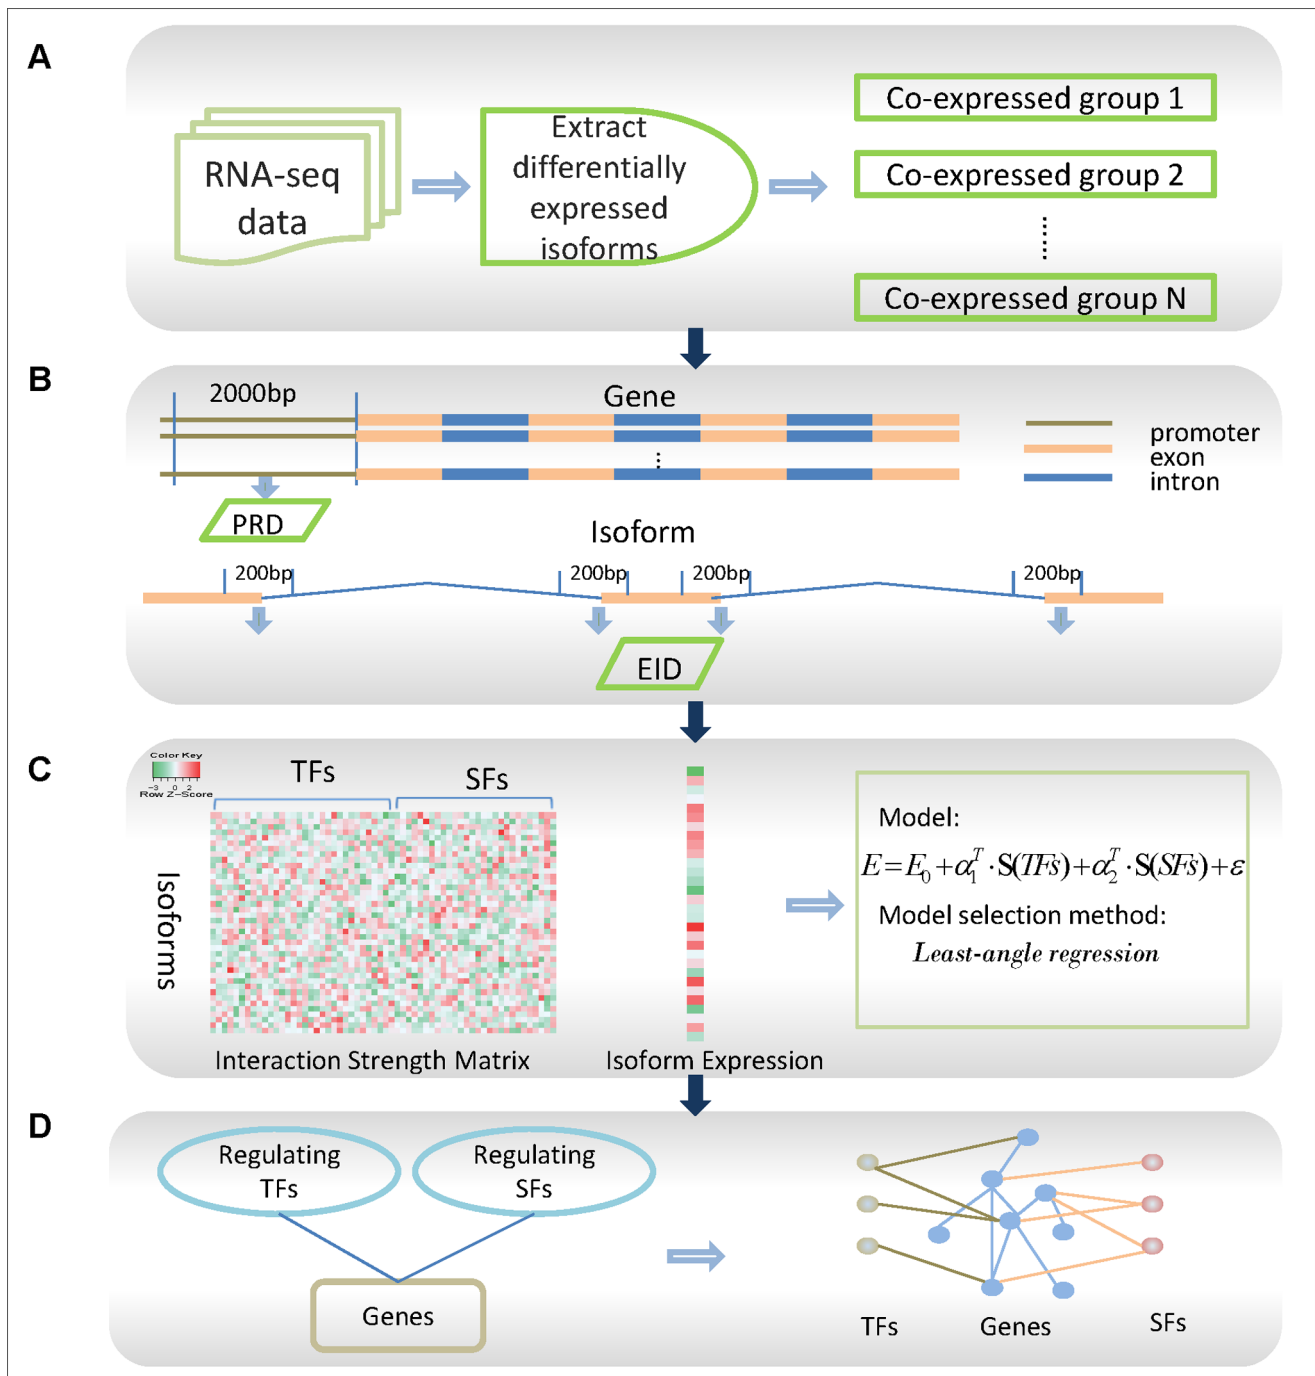 A
RNA-seq
data
Extract
differentially
expressed
isoforms
Co-expressed group 1
Co-expressed group 2
Co-expressed group N
B
2000bp
Gene
promoter
exon
intron
PRD
Isoform
200bp
200bp
200bp
200bp
EID
C
Color Key
−3 0 2
Row Z−Score
TFs
SFs
Isoforms
Interaction Strength Matrix
Isoform Expression
Model:
E=E₀+α₁ᵀ·S(TFs)+α₂ᵀ·S(SFs)+ε
Model selection method:
Least-angle regression
D
Regulating
TFs
Regulating
SFs
Genes
TFs
Genes
SFs